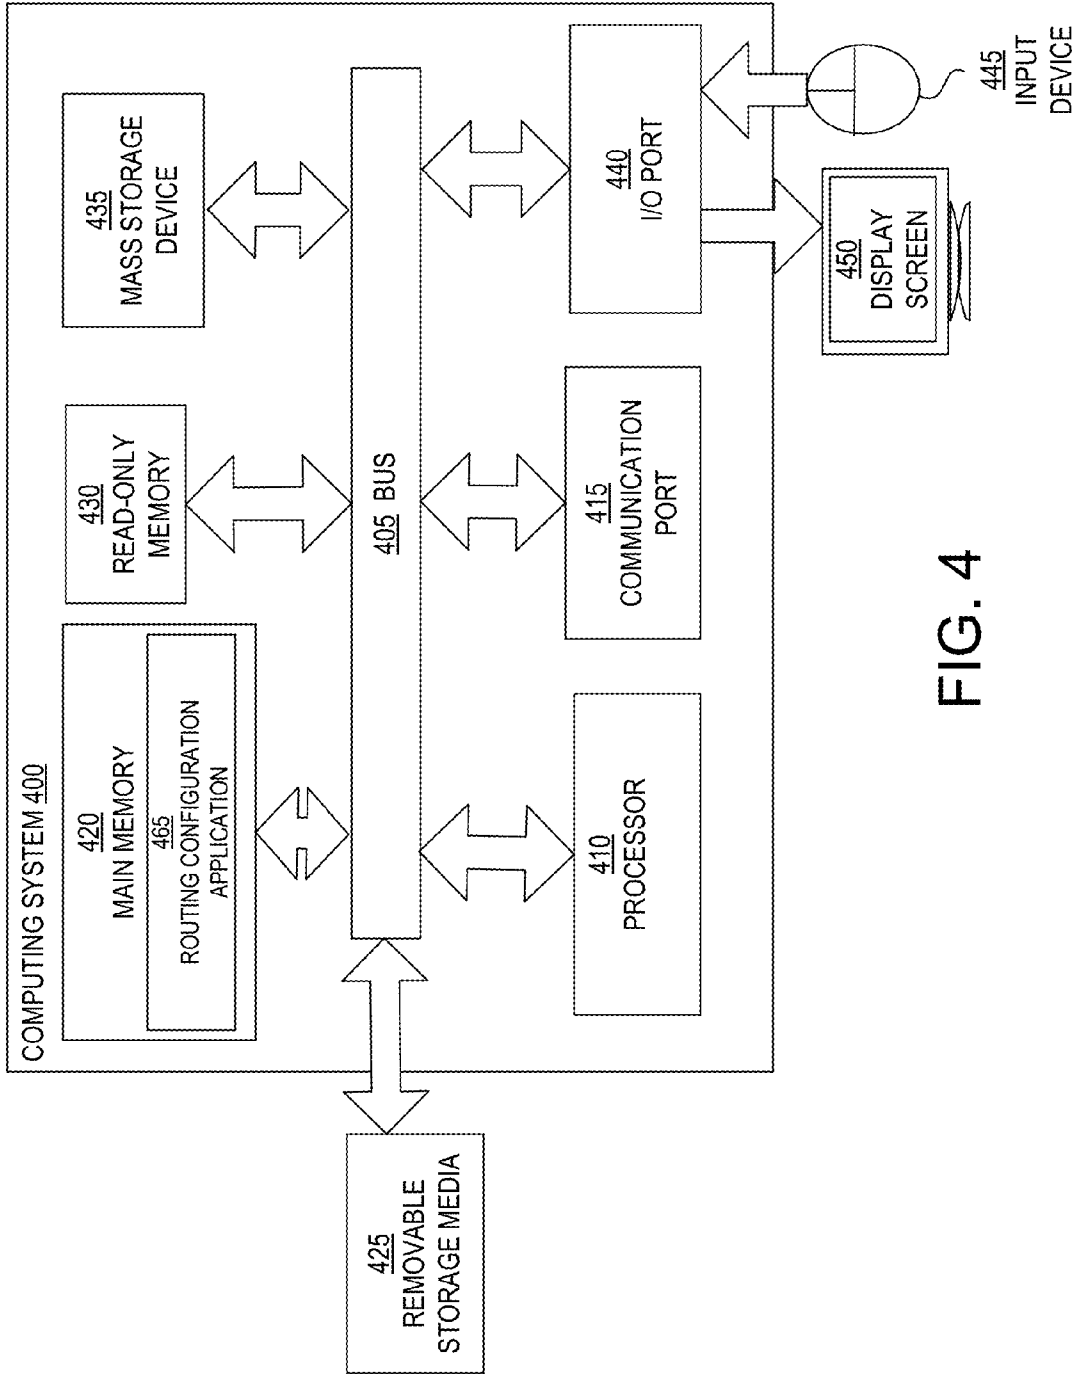 COMPUTING SYSTEM 400
420
MAIN MEMORY
465
ROUTING CONFIGURATION
APPLICATION
430
READ-ONLY
MEMORY
435
MASS STORAGE
DEVICE
425
REMOVABLE
STORAGE MEDIA
405 BUS
410
PROCESSOR
415
COMMUNICATION
PORT
440
I/O PORT
450
DISPLAY
SCREEN
445
INPUT
DEVICE
FIG. 4